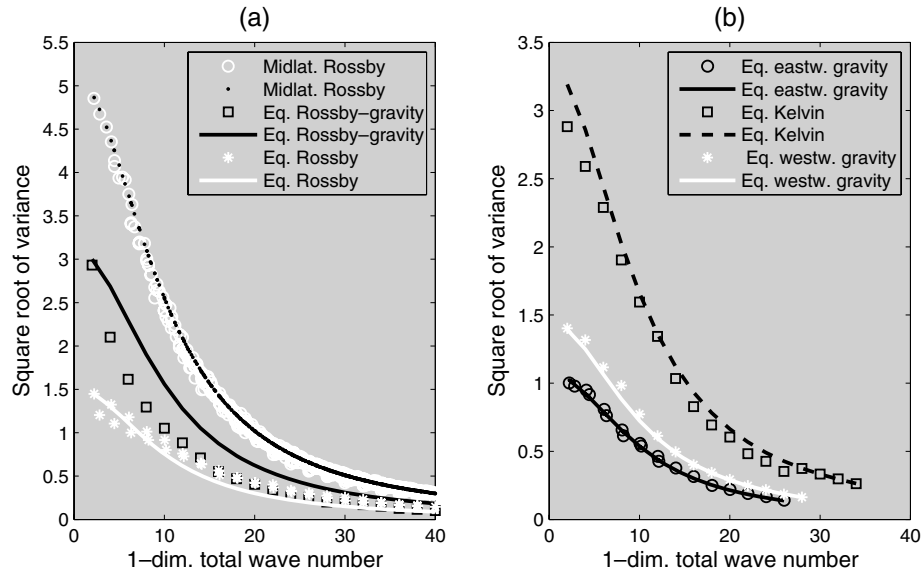 (a)
5.5
5
4.5
4
3.5
3
2.5
2
1.5
1
0.5
0
0
10
20
30
40
Square root of variance
1−dim. total wave number
Midlat. Rossby
Midlat. Rossby
Eq. Rossby−gravity
Eq. Rossby−gravity
Eq. Rossby
Eq. Rossby
(b)
3.5
3
2.5
2
1.5
1
0.5
0
0
10
20
30
40
Square root of variance
1−dim. total wave number
Eq. eastw. gravity
Eq. eastw. gravity
Eq. Kelvin
Eq. Kelvin
Eq. westw. gravity
Eq. westw. gravity